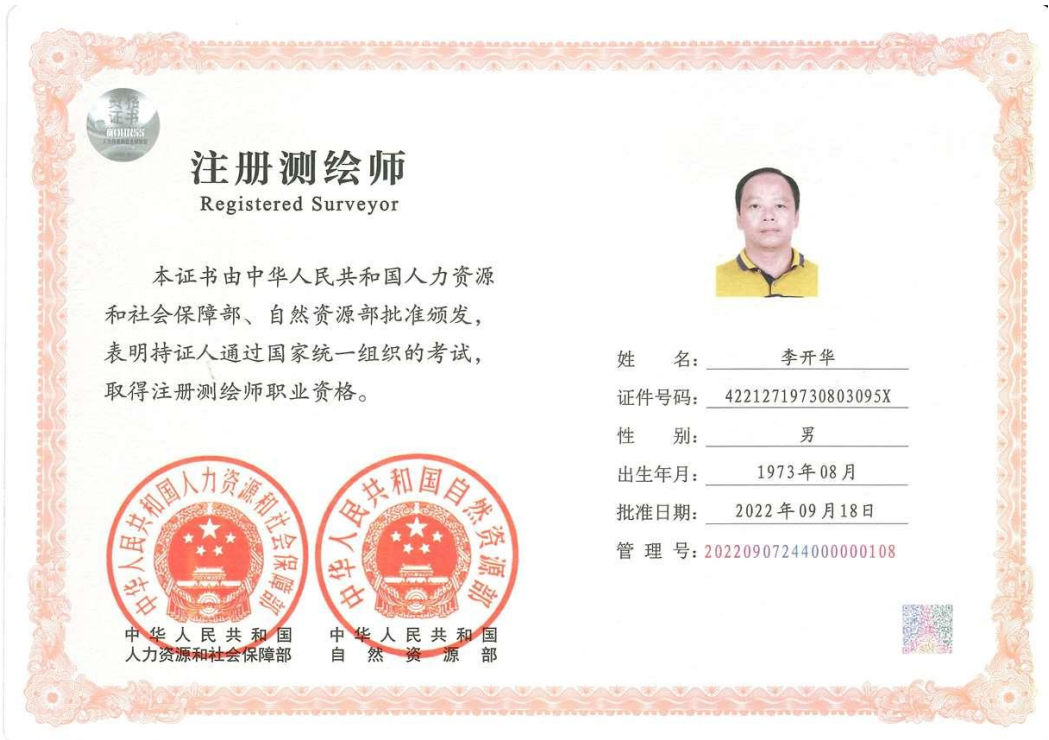 资格
证书
MOHRSS
注册测绘师
Registered Surveyor
本证书由中华人民共和国人力资源
和社会保障部、自然资源部批准颁发，
表明持证人通过国家统一组织的考试，
取得注册测绘师职业资格。
中华人民共和国人力资源和社会保障部
中华人民共和国自然资源部
中华人民共和国
人力资源和社会保障部
中华人民共和国
自然资源部
姓 名：李开华
证件号码：42212719730803095X
性 别：男
出生年月：1973年08月
批准日期：2022年09月18日
管 理 号：20220907244000000108